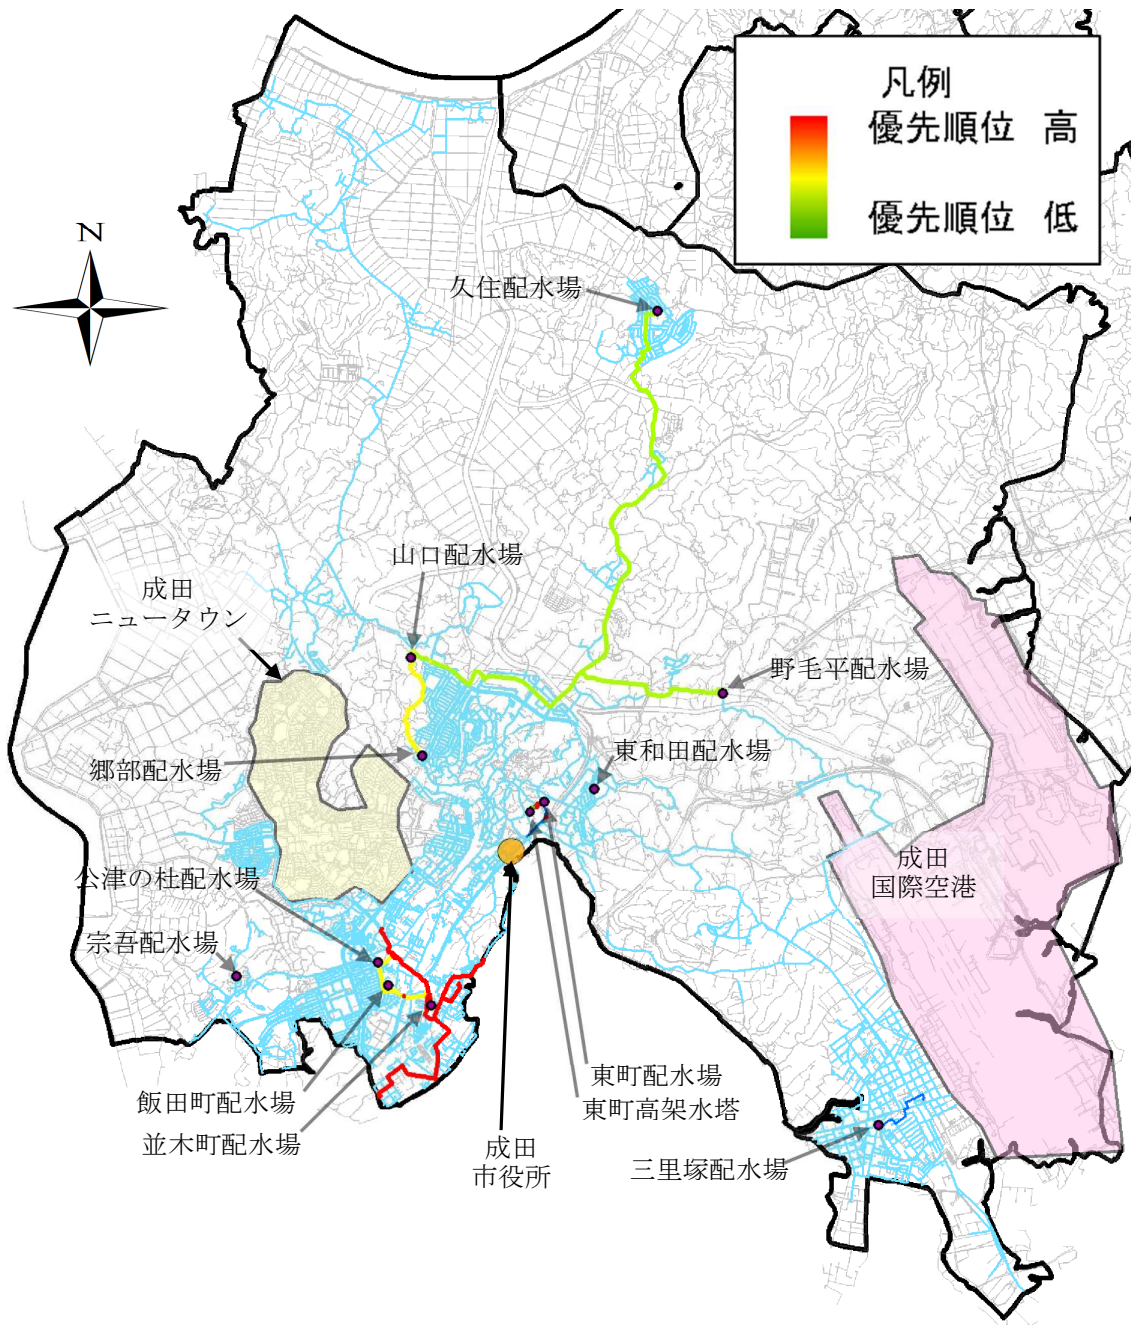 凡例
優先順位 高
優先順位 低
N
久住配水場
山口配水場
成田
ニュータウン
野毛平配水場
郷部配水場
東和田配水場
成田
国際空港
公津の杜配水場
宗吾配水場
飯田町配水場
並木町配水場
東町配水場
東町高架水塔
成田
市役所
三里塚配水場